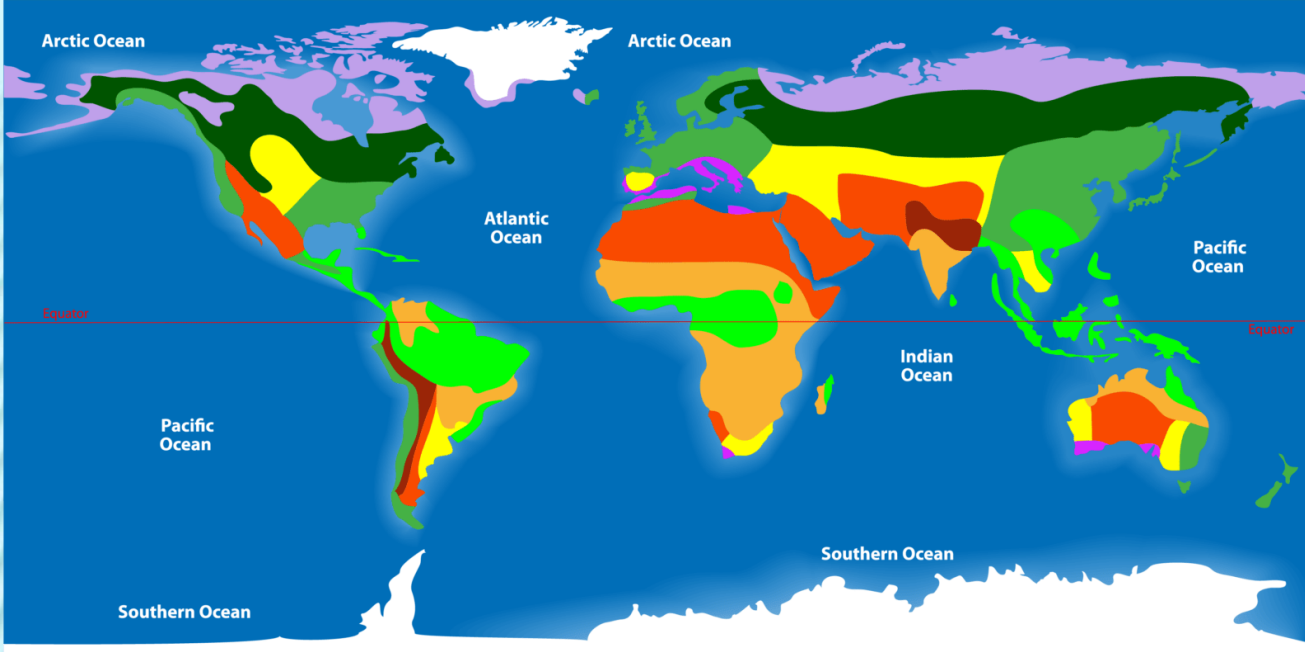 Arctic Ocean
Arctic Ocean
Atlantic
Ocean
Pacific
Ocean
Equator
Equator
Indian
Ocean
Pacific
Ocean
Southern Ocean
Southern Ocean